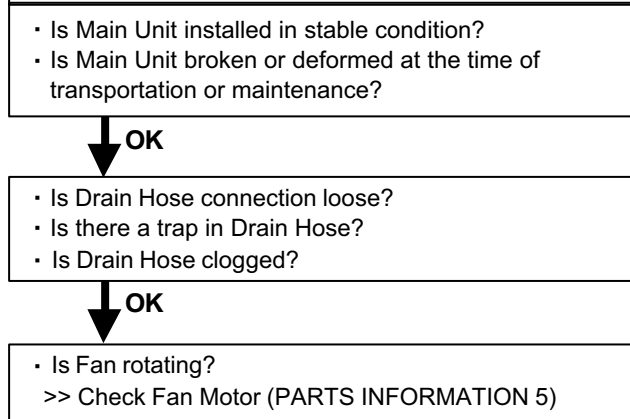 ・Is Main Unit installed in stable condition?
・Is Main Unit broken or deformed at the time of
transportation or maintenance?
OK
・Is Drain Hose connection loose?
・Is there a trap in Drain Hose?
・Is Drain Hose clogged?
OK
・Is Fan rotating?
>> Check Fan Motor (PARTS INFORMATION 5)